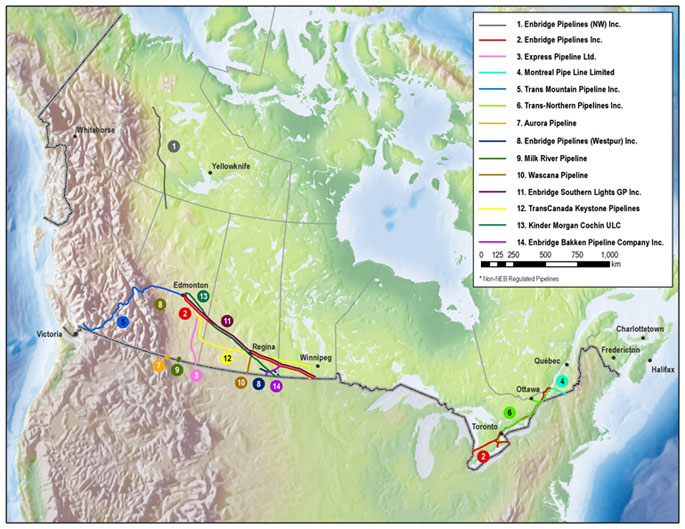 1. Enbridge Pipelines (NW) Inc.
2. Enbridge Pipelines Inc.
3. Express Pipeline Ltd.
4. Montreal Pipe Line Limited
5. Trans Mountain Pipeline Inc.
6. Trans-Northern Pipelines Inc.
7. Aurora Pipeline
8. Enbridge Pipelines (Westpur) Inc.
9. Milk River Pipeline
10. Wascana Pipeline
11. Enbridge Southern Lights GP Inc.
12. TransCanada Keystone Pipelines
13. Kinder Morgan Cochin ULC
14. Enbridge Bakken Pipeline Company Inc.
0 200 400 600 800 1,000
km
* Non-NEB Regulated Pipelines
Whitehorse
1
Yellowknife
Edmonton
13
8
2
11
5
Victoria
Regina
12
Winnipeg
7
9
3
10
8
14
Charlottetown
Fredericton
Québec
Halifax
Ottawa
4
6
Toronto
2